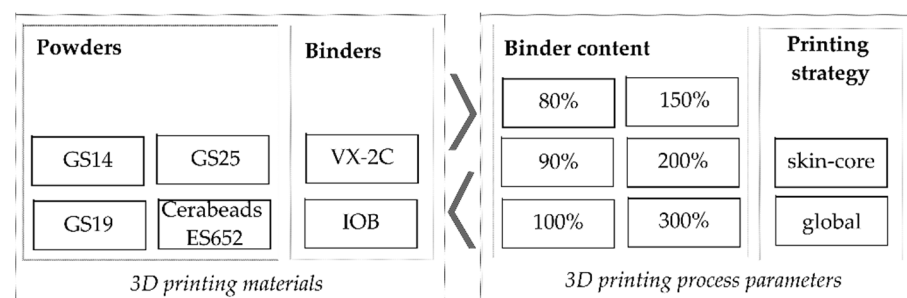 Powders
GS14
GS25
GS19
Cerabeads
ES652
Binders
VX-2C
IOB
3D printing materials
Binder content
80%
150%
90%
200%
100%
300%
Printing
strategy
skin-core
global
3D printing process parameters